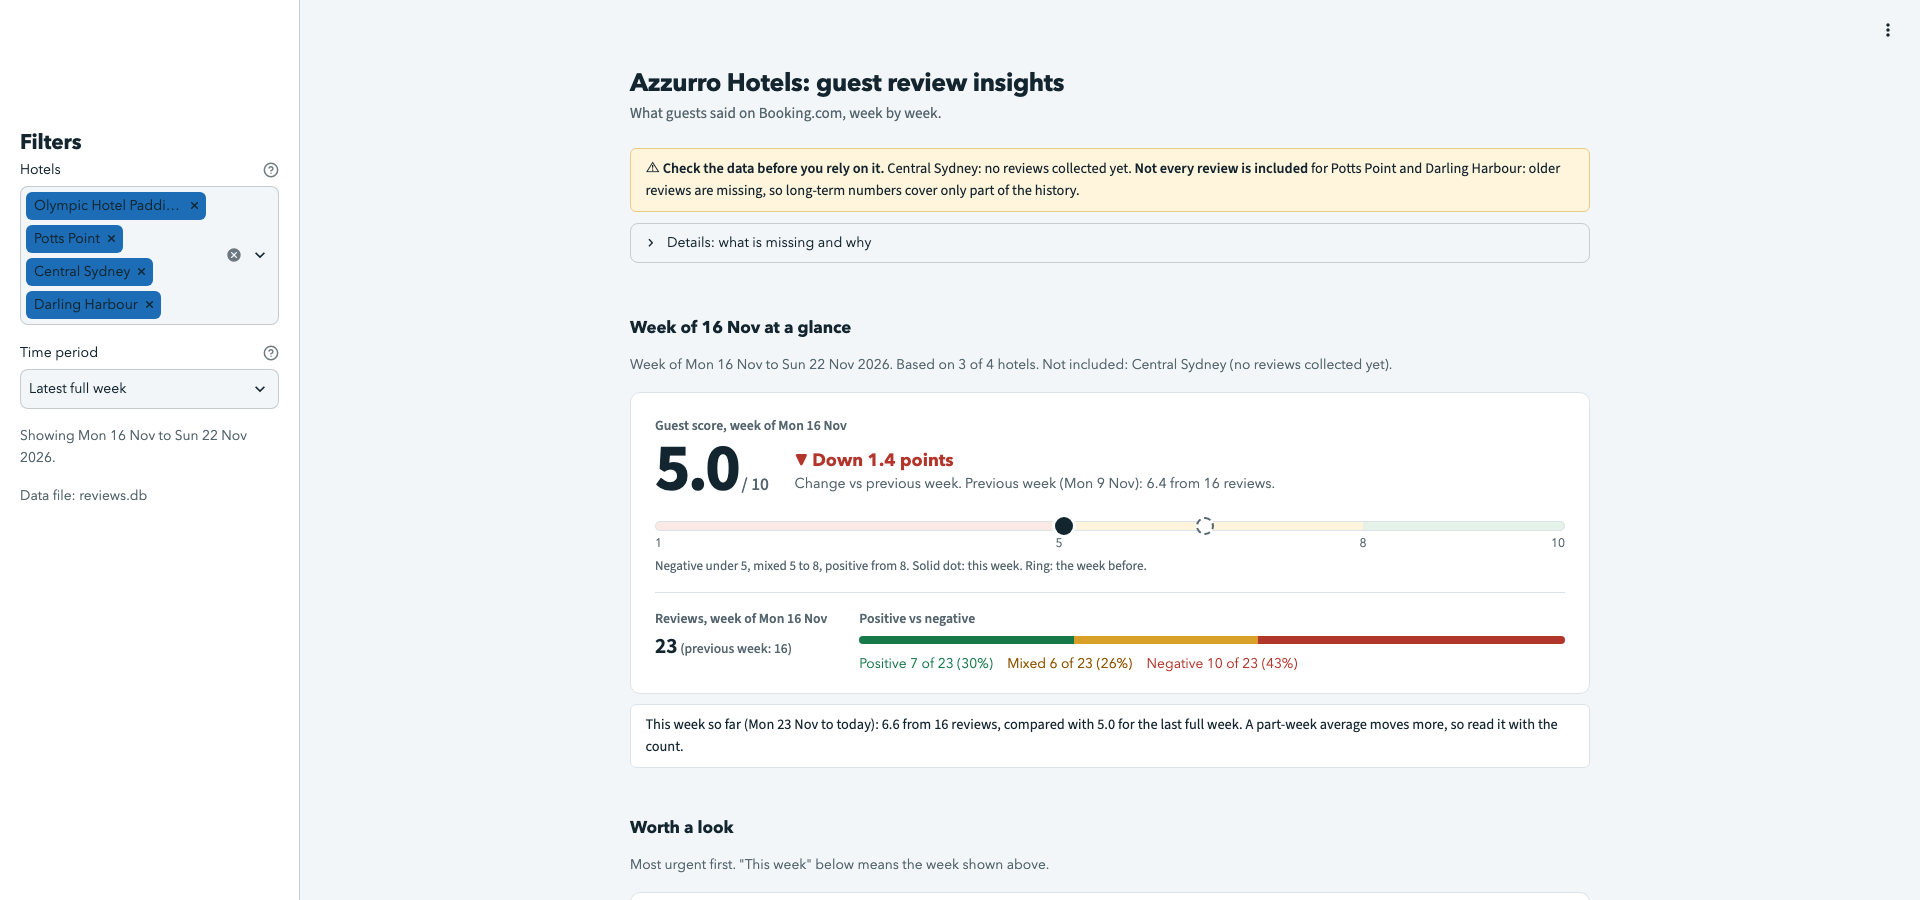 Filters
Hotels
Olympic Hotel Paddi...
Potts Point
Central Sydney
Darling Harbour
Time period
Latest full week
Showing Mon 16 Nov to Sun 22 Nov
2026.
Data file: reviews.db
Azzurro Hotels: guest review insights
What guests said on Booking.com, week by week.
⚠ Check the data before you rely on it. Central Sydney: no reviews collected yet. Not every review is included for Potts Point and Darling Harbour: older
reviews are missing, so long-term numbers cover only part of the history.
Details: what is missing and why
Week of 16 Nov at a glance
Week of Mon 16 Nov to Sun 22 Nov 2026. Based on 3 of 4 hotels. Not included: Central Sydney (no reviews collected yet).
Guest score, week of Mon 16 Nov
5.0 / 10
▼ Down 1.4 points
Change vs previous week. Previous week (Mon 9 Nov): 6.4 from 16 reviews.
1 5 8 10
Negative under 5, mixed 5 to 8, positive from 8. Solid dot: this week. Ring: the week before.
Reviews, week of Mon 16 Nov
23 (previous week: 16)
Positive vs negative
Positive 7 of 23 (30%) Mixed 6 of 23 (26%) Negative 10 of 23 (43%)
This week so far (Mon 23 Nov to today): 6.6 from 16 reviews, compared with 5.0 for the last full week. A part-week average moves more, so read it with the
count.
Worth a look
Most urgent first. "This week" below means the week shown above.